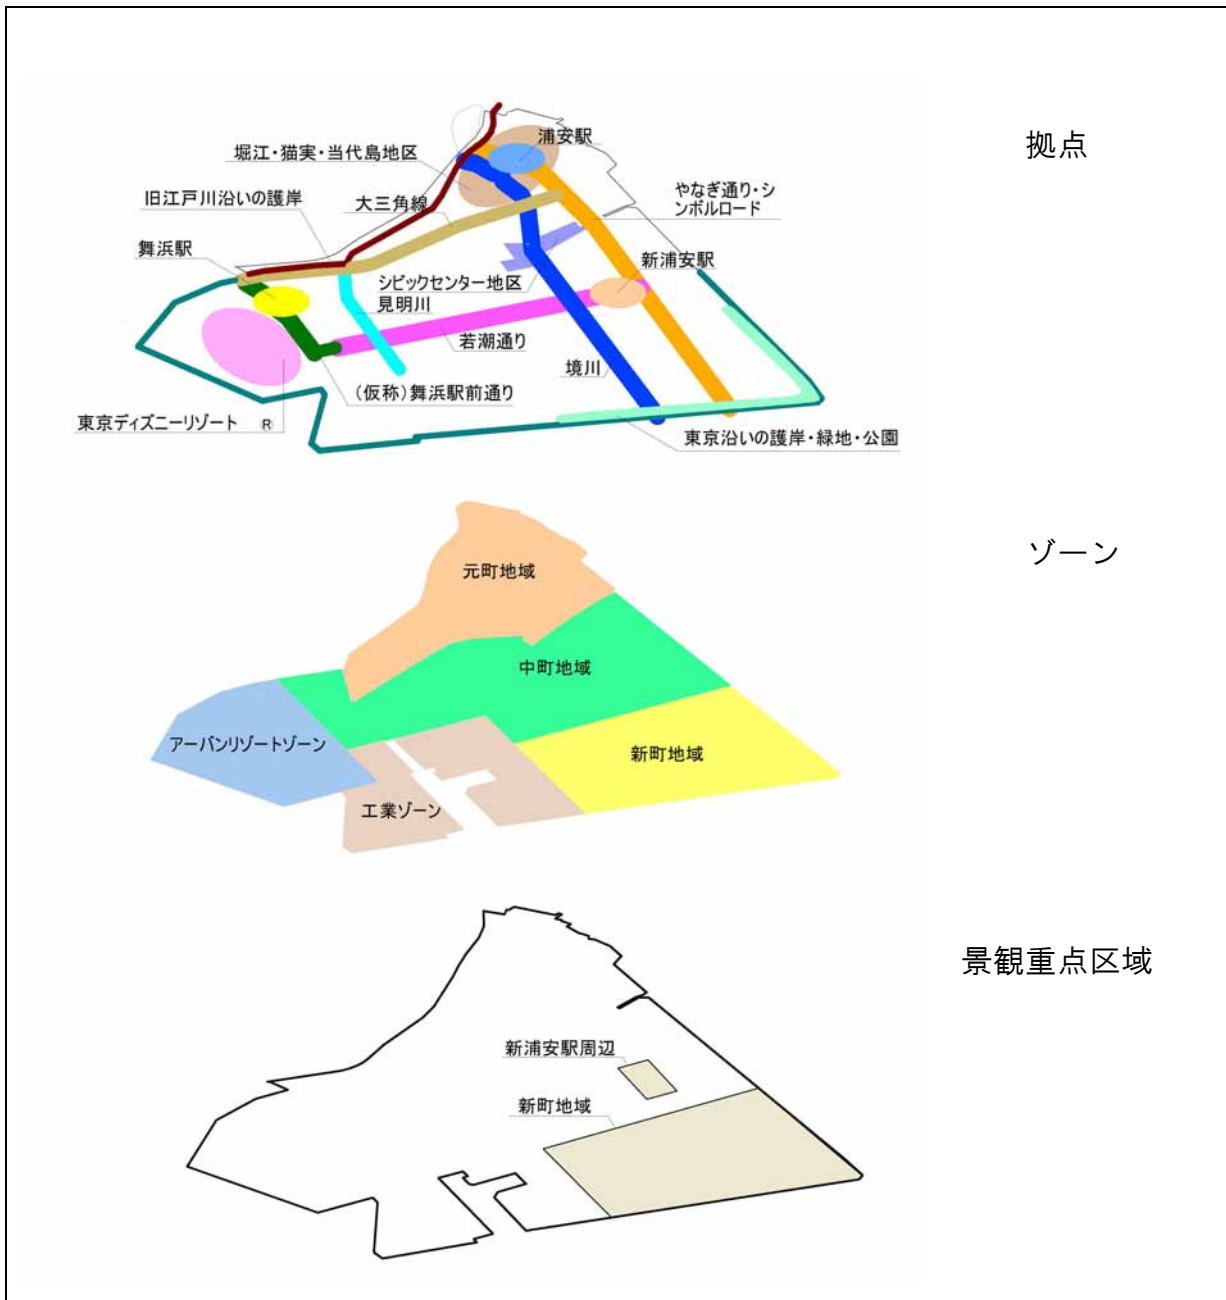 拠点
浦安駅
堀江・猫実・当代島地区
旧江戸川沿いの護岸
大三角線
やなぎ通り・シ
ンボルロード
舞浜駅
新浦安駅
シビックセンター地区
見明川
若潮通り
境川
(仮称)舞浜駅前通り
東京ディズニーリゾート ®
東京沿いの護岸・緑地・公園
ゾーン
元町地域
中町地域
アーバンリゾートゾーン
新町地域
工業ゾーン
景観重点区域
新浦安駅周辺
新町地域